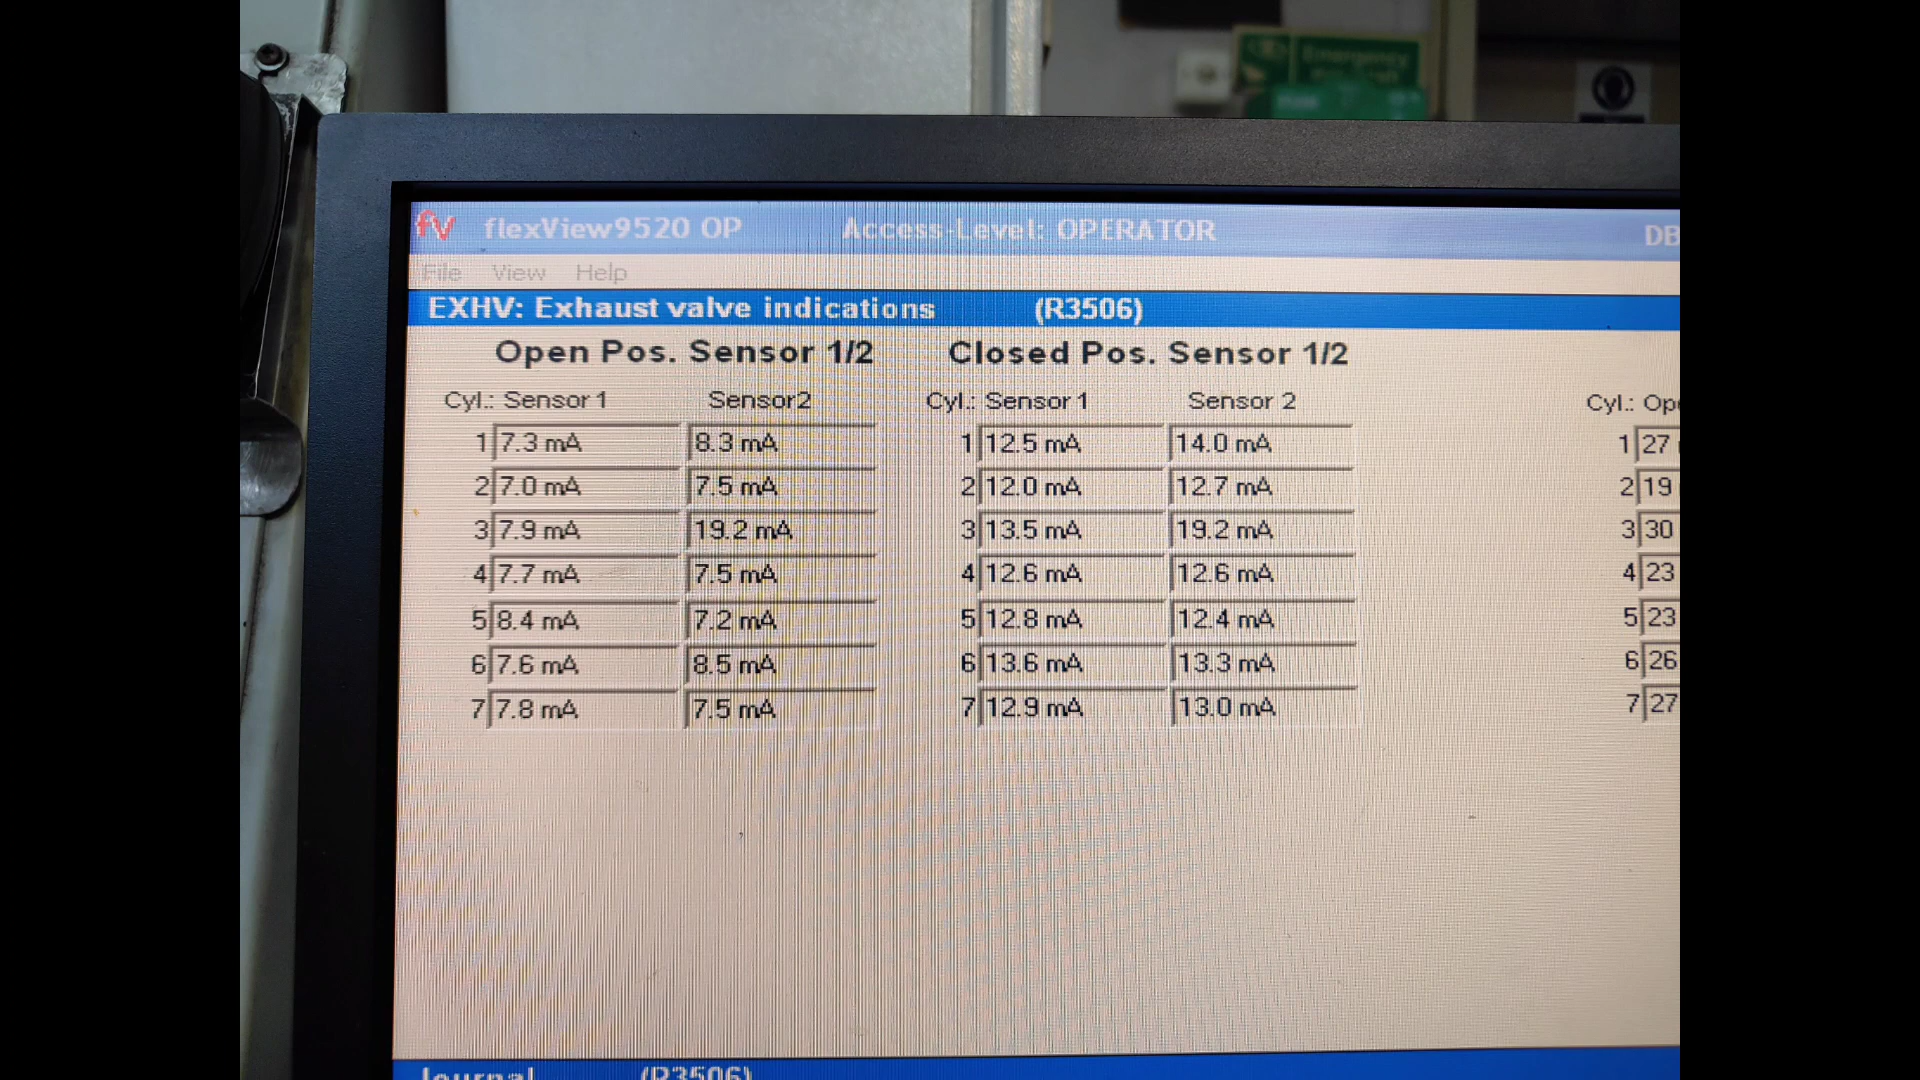 Emergency
fv flexView9520 OP Access-Level: OPERATOR DB
File View Help
EXHV: Exhaust valve indications (R3506)
Open Pos. Sensor 1/2 Closed Pos. Sensor 1/2
Cyl.: Sensor 1 Sensor2 Cyl.: Sensor 1 Sensor 2 Cyl.: Ope
1 7.3 mA 8.3 mA 1 12.5 mA 14.0 mA 1 27
2 7.0 mA 7.5 mA 2 12.0 mA 12.7 mA 2 19
3 7.9 mA 19.2 mA 3 13.5 mA 19.2 mA 3 30
4 7.7 mA 7.5 mA 4 12.6 mA 12.6 mA 4 23
5 8.4 mA 7.2 mA 5 12.8 mA 12.4 mA 5 23
6 7.6 mA 8.5 mA 6 13.6 mA 13.3 mA 6 26
7 7.8 mA 7.5 mA 7 12.9 mA 13.0 mA 7 27
Journal (R3506)